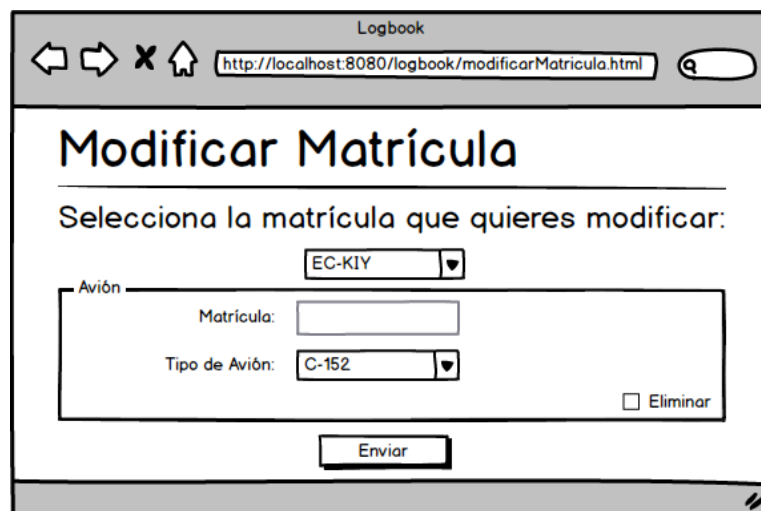 Logbook
http://localhost:8080/logbook/modificarMatricula.html
Modificar Matrícula
Selecciona la matrícula que quieres modificar:
EC-KIY
Avión
Matrícula:
Tipo de Avión: C-152
Eliminar
Enviar